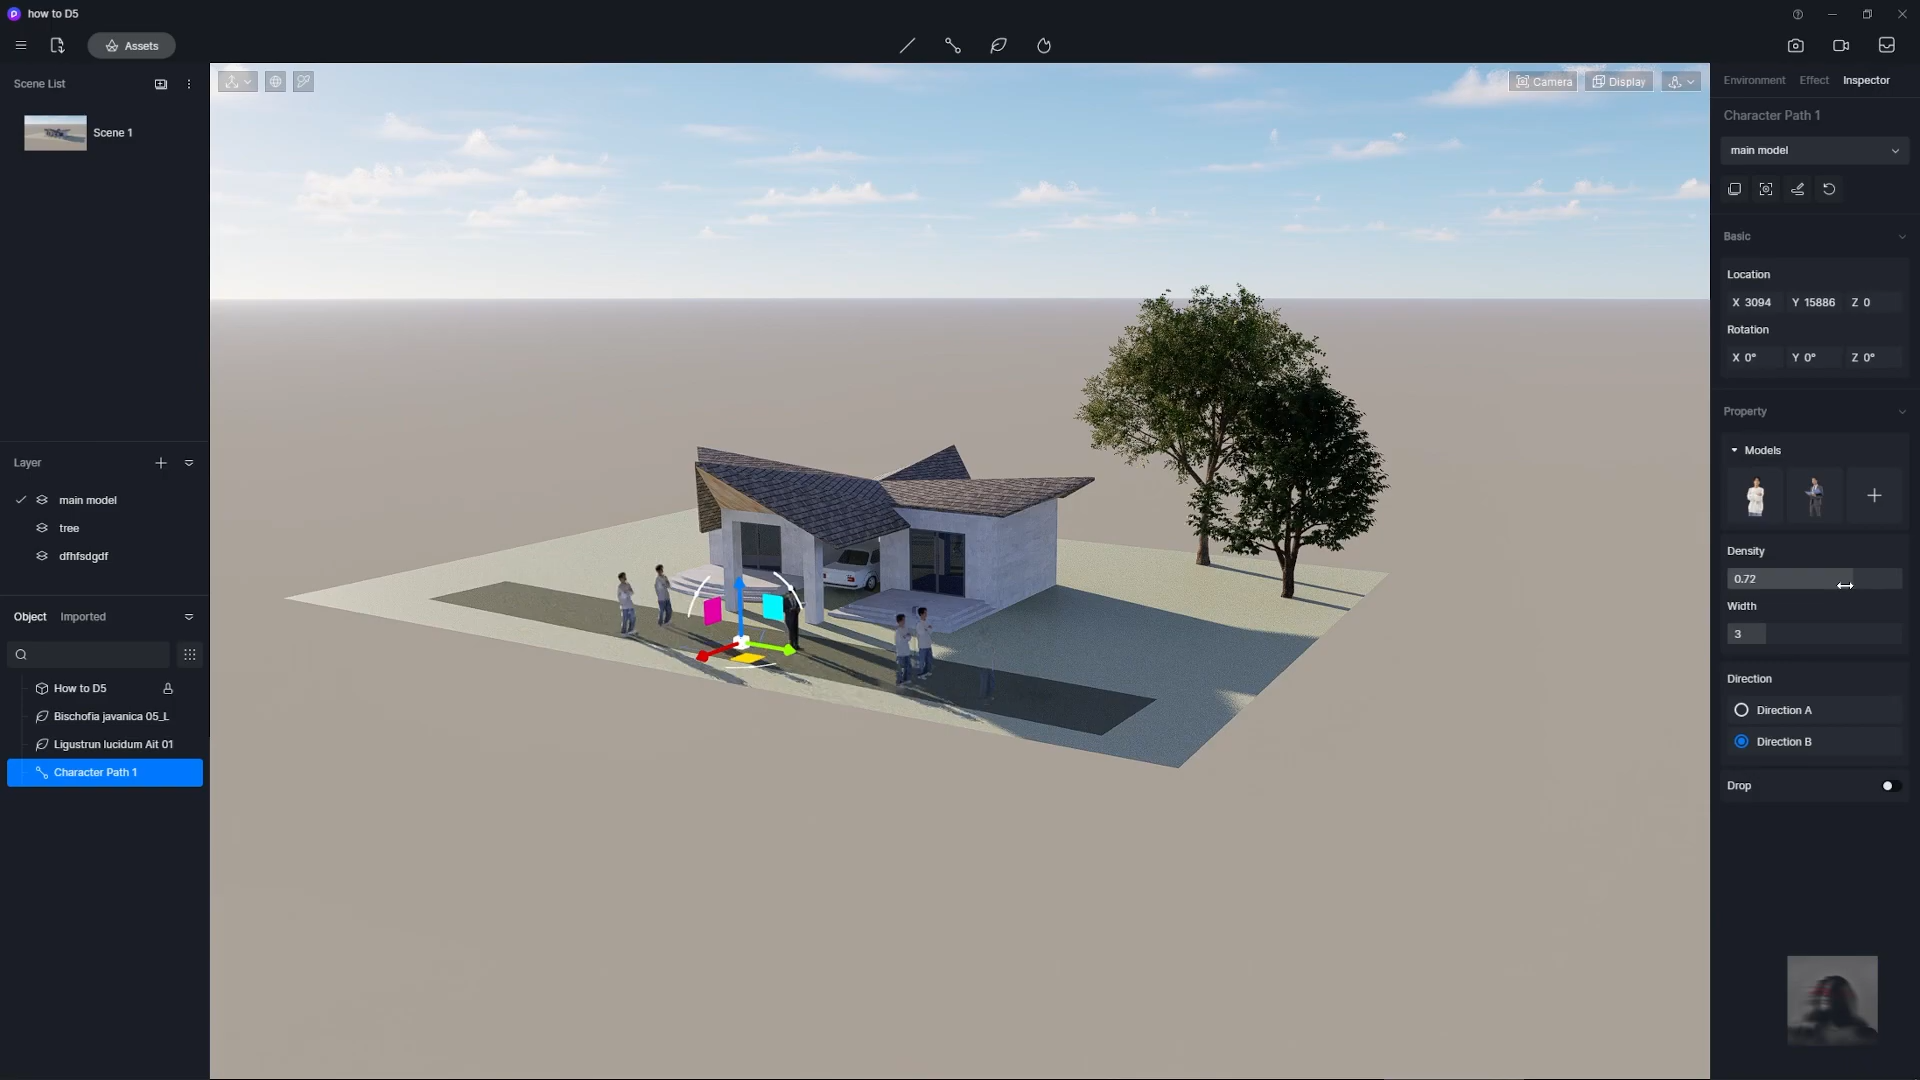 how to D5
Assets
Scene List
Scene 1
Layer
main model
tree
dfhfsdgdf
Object Imported
How to D5
Bischofia javanica 05_L
Ligustrun lucidum Ait 01
Character Path 1
Camera Display
Environment Effect Inspector
Character Path 1
main model
Basic
Location
X 3094 Y 15886 Z 0
Rotation
X 0° Y 0° Z 0°
Property
Models
Density
0.72
Width
3
Direction
Direction A
Direction B
Drop